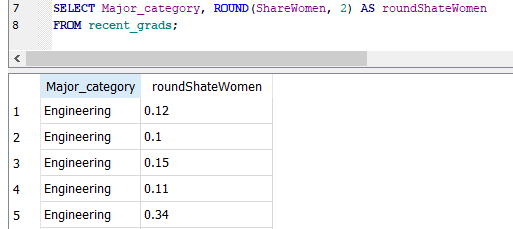 7 SELECT Major_category, ROUND(ShareWomen, 2) AS roundShateWomen
8 FROM recent_grads;
Major_category roundShateWomen
1 Engineering 0.12
2 Engineering 0.1
3 Engineering 0.15
4 Engineering 0.11
5 Engineering 0.34